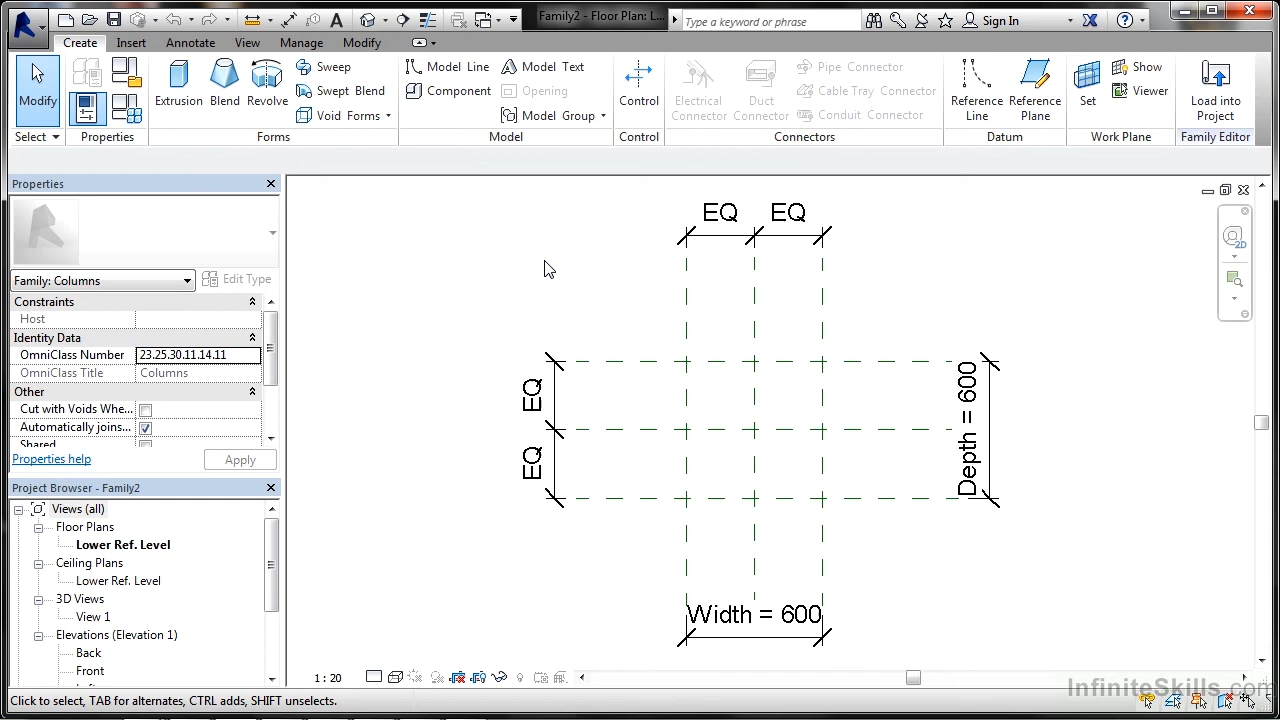 Family2 - Floor Plan: L...
Type a keyword or phrase
Sign In
Create Insert Annotate View Manage Modify
Modify
Extrusion
Blend
Revolve
Sweep
Swept Blend
Void Forms
Model Line
Component
Model Text
Opening
Model Group
Control
Electrical Connector
Duct Connector
Pipe Connector
Cable Tray Connector
Conduit Connector
Reference Line
Reference Plane
Set
Show
Viewer
Load into Project
Select Properties Forms Model Control Connectors Datum Work Plane Family Editor
Properties
Family: Columns
Edit Type
Constraints
Host
Identity Data
OmniClass Number 23.25.30.11.14.11
OmniClass Title Columns
Other
Cut with Voids Whe...
Automatically joins...
Shared
Properties help
Apply
Project Browser - Family2
Views (all)
Floor Plans
Lower Ref. Level
Ceiling Plans
Lower Ref. Level
3D Views
View 1
Elevations (Elevation 1)
Back
Front
EQ EQ
EQ
EQ
Depth = 600
Width = 600
2D
1 : 20
InfiniteSkills.com
Click to select, TAB for alternates, CTRL adds, SHIFT unselects.